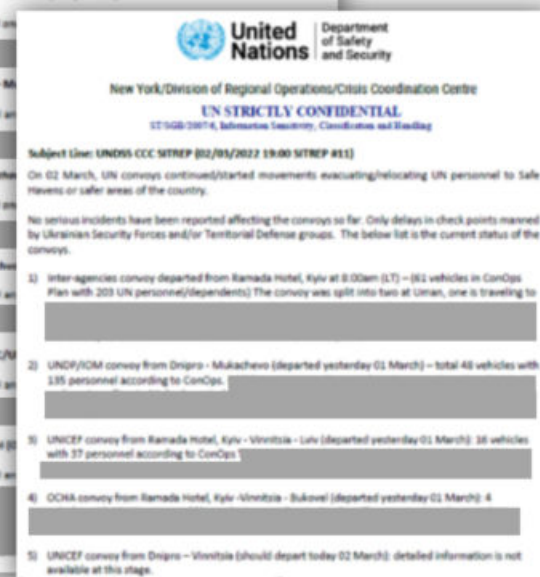 United
Nations
Department
of Safety
and Security
New York/Division of Regional Operations/Crisis Coordination Centre
UN STRICTLY CONFIDENTIAL
ST/SGB/2007/6, Information Sensitivity, Classification and Handling
Subject Line: UNDSS CCC SITREP (02/03/2022 19:00 SITREP #11)
On 02 March, UN convoys continued/started movements evacuating/relocating UN personnel to Safe
Havens or safer areas of the country.
No serious incidents have been reported affecting the convoys so far. Only delays in check points manned
by Ukrainian Security Forces and/or Territorial Defense groups. The below list is the current status of the
convoys.
1) Inter-agencies convoy departed from Ramada Hotel, Kyiv at 8:00am (LT) – (61 vehicles in ConOps
Plan with 203 UN personnel/dependents) The convoy was split into two at Uman, one is traveling to
2) UNDP/IOM convoy from Dnipro - Mukachevo (departed yesterday 01 March) – total 48 vehicles with
135 personnel according to ConOps.
3) UNICEF convoy from Ramada Hotel, Kyiv - Vinnitsia - Lviv (departed yesterday 01 March): 16 vehicles
with 37 personnel according to ConOps
4) OCHA convoy from Ramada Hotel, Kyiv -Vinnitsia - Bukovel (departed yesterday 01 March): 4
5) UNICEF convoy from Dnipro – Vinnitsia (should depart today 02 March): detailed information is not
available at this stage.